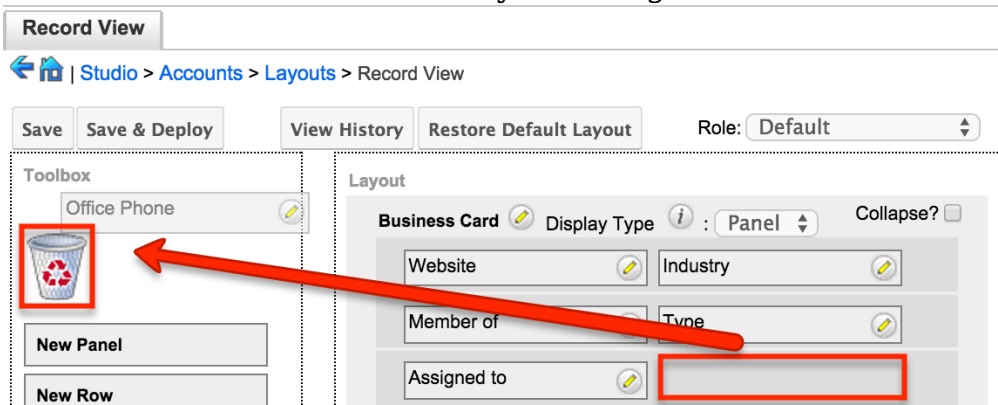 Record View
| Studio > Accounts > Layouts > Record View
Save Save & Deploy View History Restore Default Layout Role: Default
Toolbox
Office Phone
New Panel
New Row
Layout
Business Card Display Type i : Panel Collapse?
Website Industry
Member of Type
Assigned to